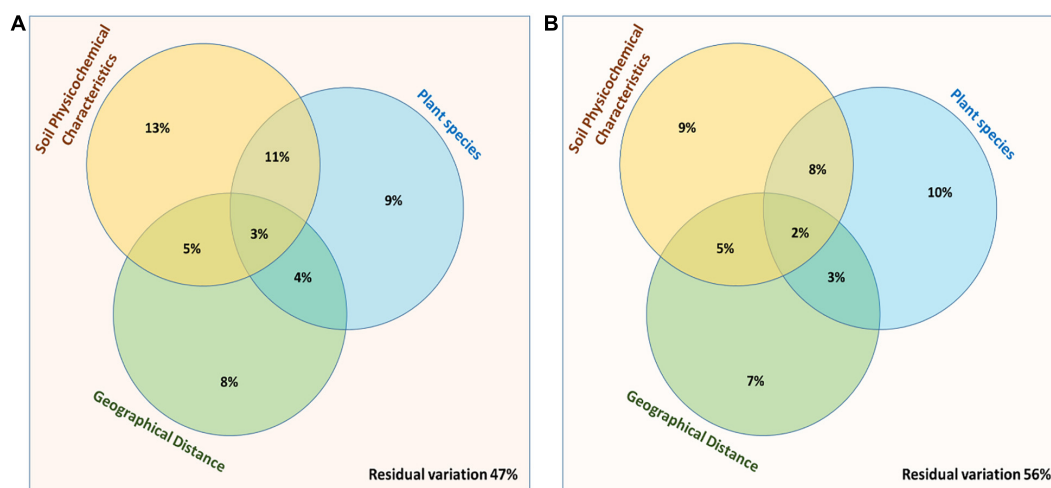 A
Soil Physicochemical
Characteristics
Plant species
13%
11%
9%
3%
5%
4%
8%
Geographical Distance
Residual variation 47%
B
Soil Physicochemical
Characteristics
Plant species
9%
8%
10%
2%
5%
3%
7%
Geographical Distance
Residual variation 56%